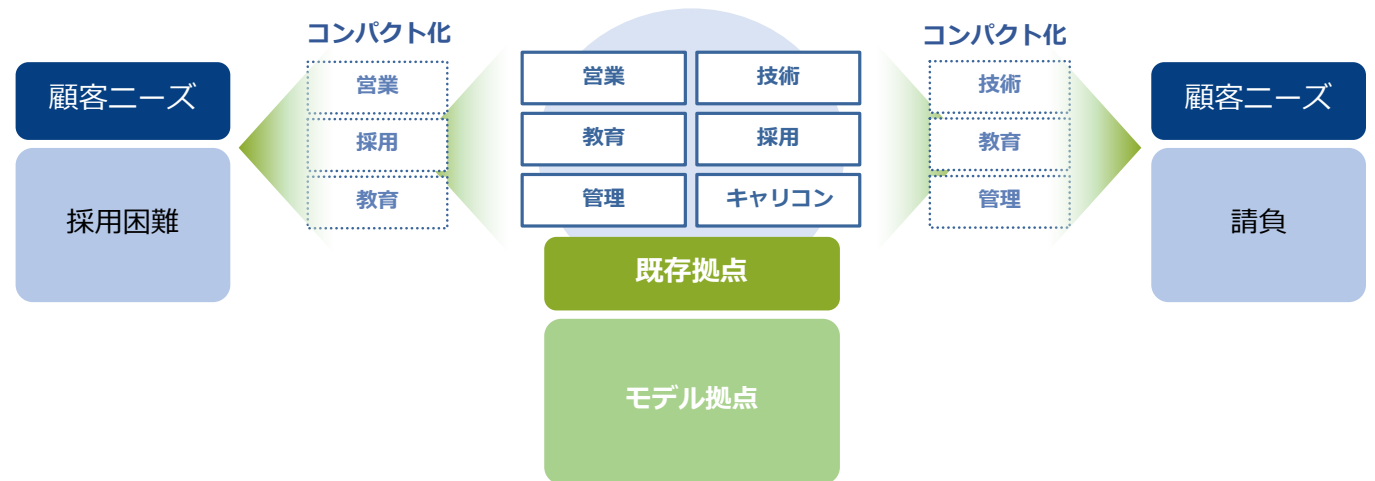 コンパクト化
顧客ニーズ
採用困難
営業
採用
教育
営業
技術
教育
採用
管理
キャリコン
既存拠点
モデル拠点
コンパクト化
技術
教育
管理
顧客ニーズ
請負